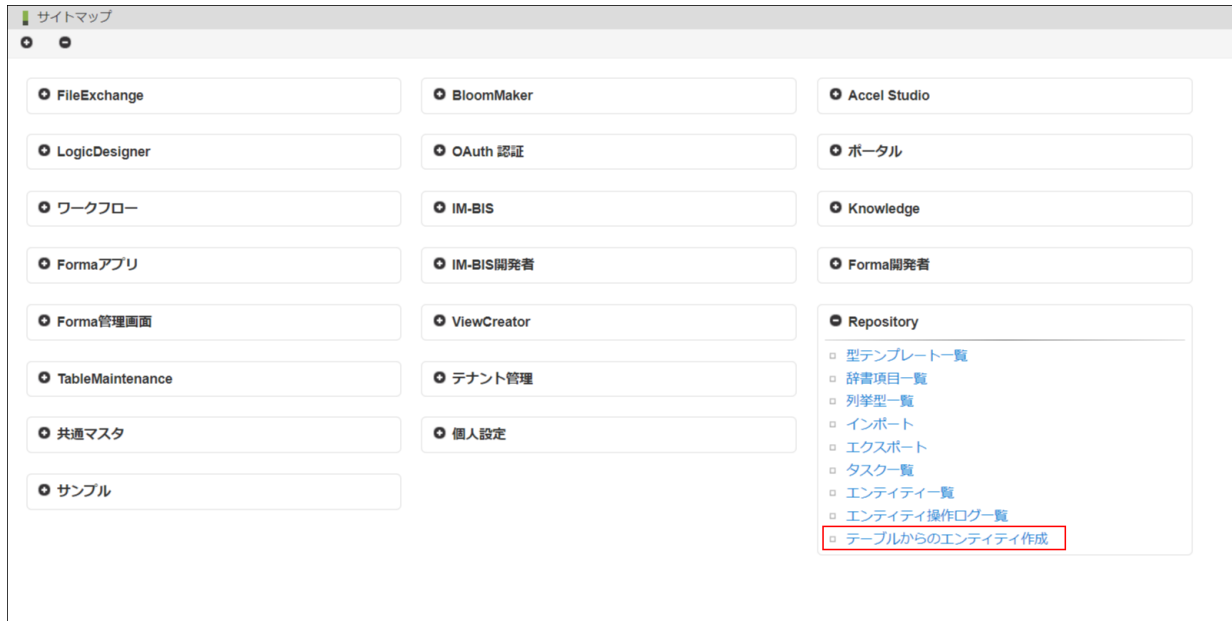 サイトマップ
FileExchange
BloomMaker
Accel Studio
LogicDesigner
OAuth 認証
ポータル
ワークフロー
IM-BIS
Knowledge
Formaアプリ
IM-BIS開発者
Forma開発者
Forma管理画面
ViewCreator
Repository
型テンプレート一覧
辞書項目一覧
列挙型一覧
インポート
エクスポート
タスク一覧
エンティティ一覧
エンティティ操作ログ一覧
テーブルからのエンティティ作成
TableMaintenance
テナント管理
共通マスタ
個人設定
サンプル